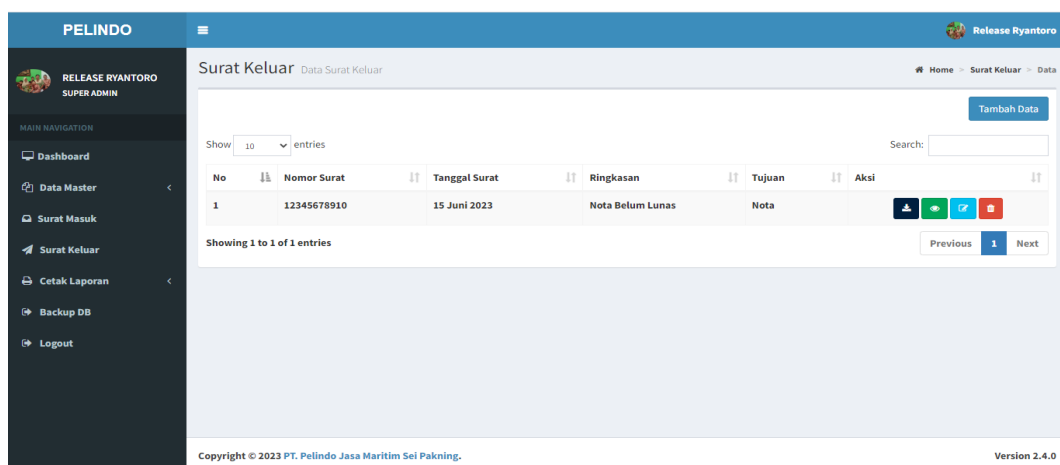 PELINDO
Release Ryantoro
RELEASE RYANTORO
SUPER ADMIN
MAIN NAVIGATION
Dashboard
Data Master
Surat Masuk
Surat Keluar
Cetak Laporan
Backup DB
Logout
Surat Keluar Data Surat Keluar
Home > Surat Keluar > Data
Tambah Data
Show 10 entries
Search:
No Nomor Surat Tanggal Surat Ringkasan Tujuan Aksi
1 12345678910 15 Juni 2023 Nota Belum Lunas Nota
Showing 1 to 1 of 1 entries
Previous 1 Next
Copyright © 2023 PT. Pelindo Jasa Maritim Sei Pakning.
Version 2.4.0